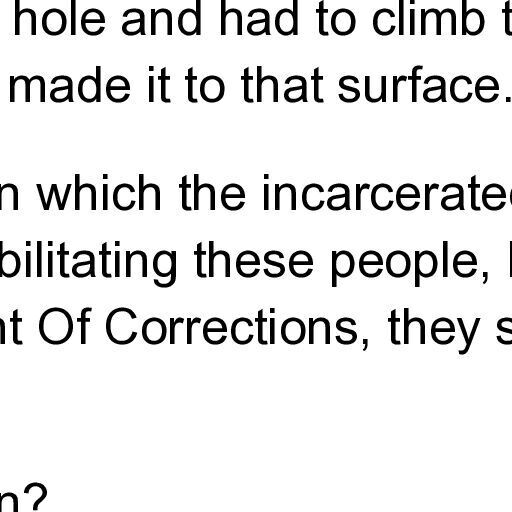 hole and had to climb t
made it to that surface.
n which the incarcerate
bilitating these people,
nt Of Corrections, they s
n?